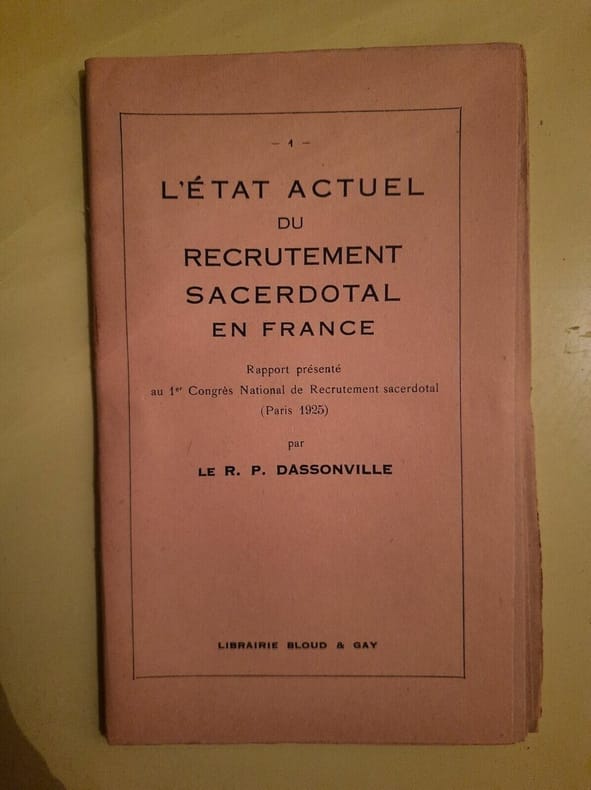 – 1 –
L'ÉTAT ACTUEL
DU
RECRUTEMENT
SACERDOTAL
EN FRANCE
Rapport présenté
au 1er Congrès National de Recrutement sacerdotal
(Paris 1925)
par
LE R. P. DASSONVILLE
LIBRAIRIE BLOUD & GAY